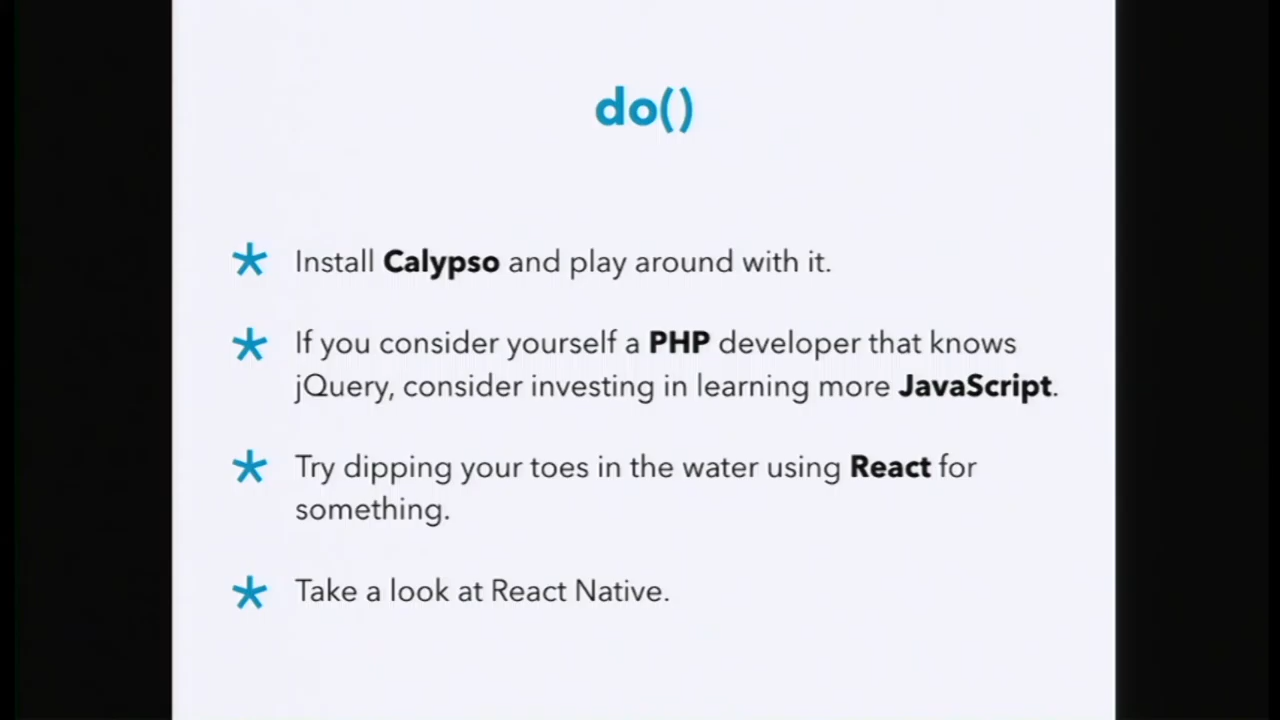 do()
* Install Calypso and play around with it.
* If you consider yourself a PHP developer that knows
jQuery, consider investing in learning more JavaScript.
* Try dipping your toes in the water using React for
something.
* Take a look at React Native.